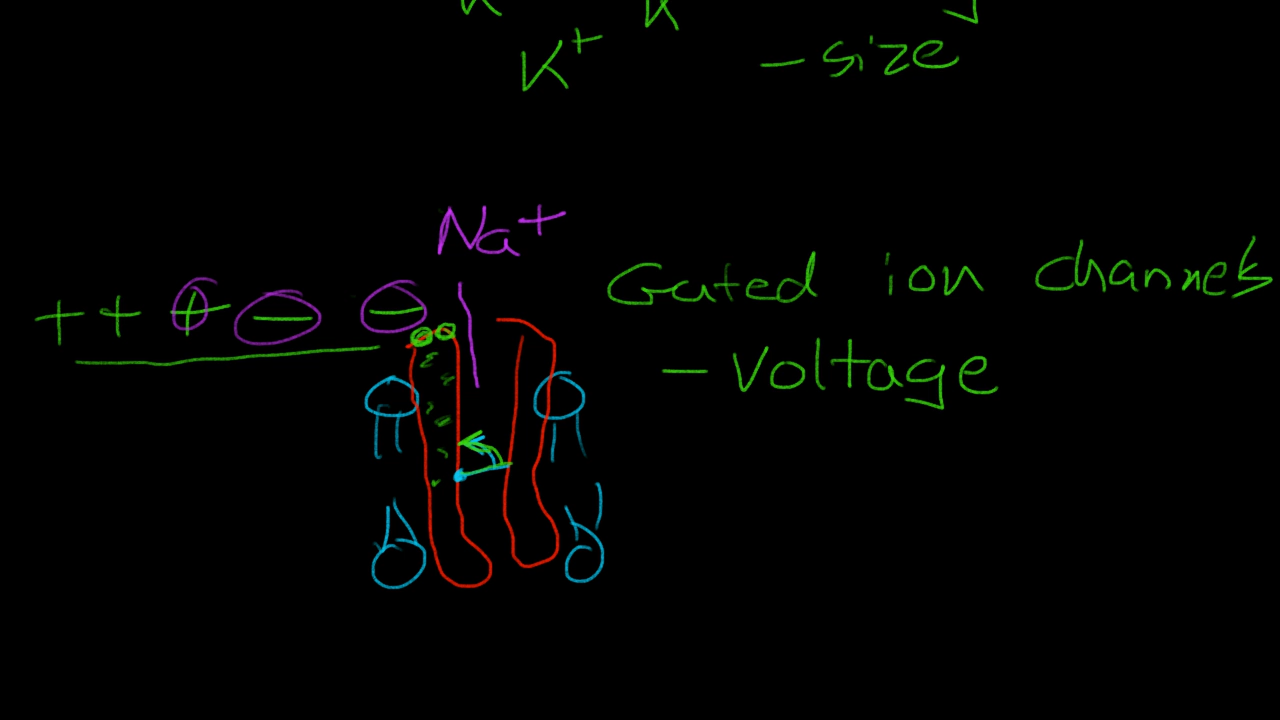 K⁺ - size
Na⁺
Gated ion channels
+ + + − −
- Voltage